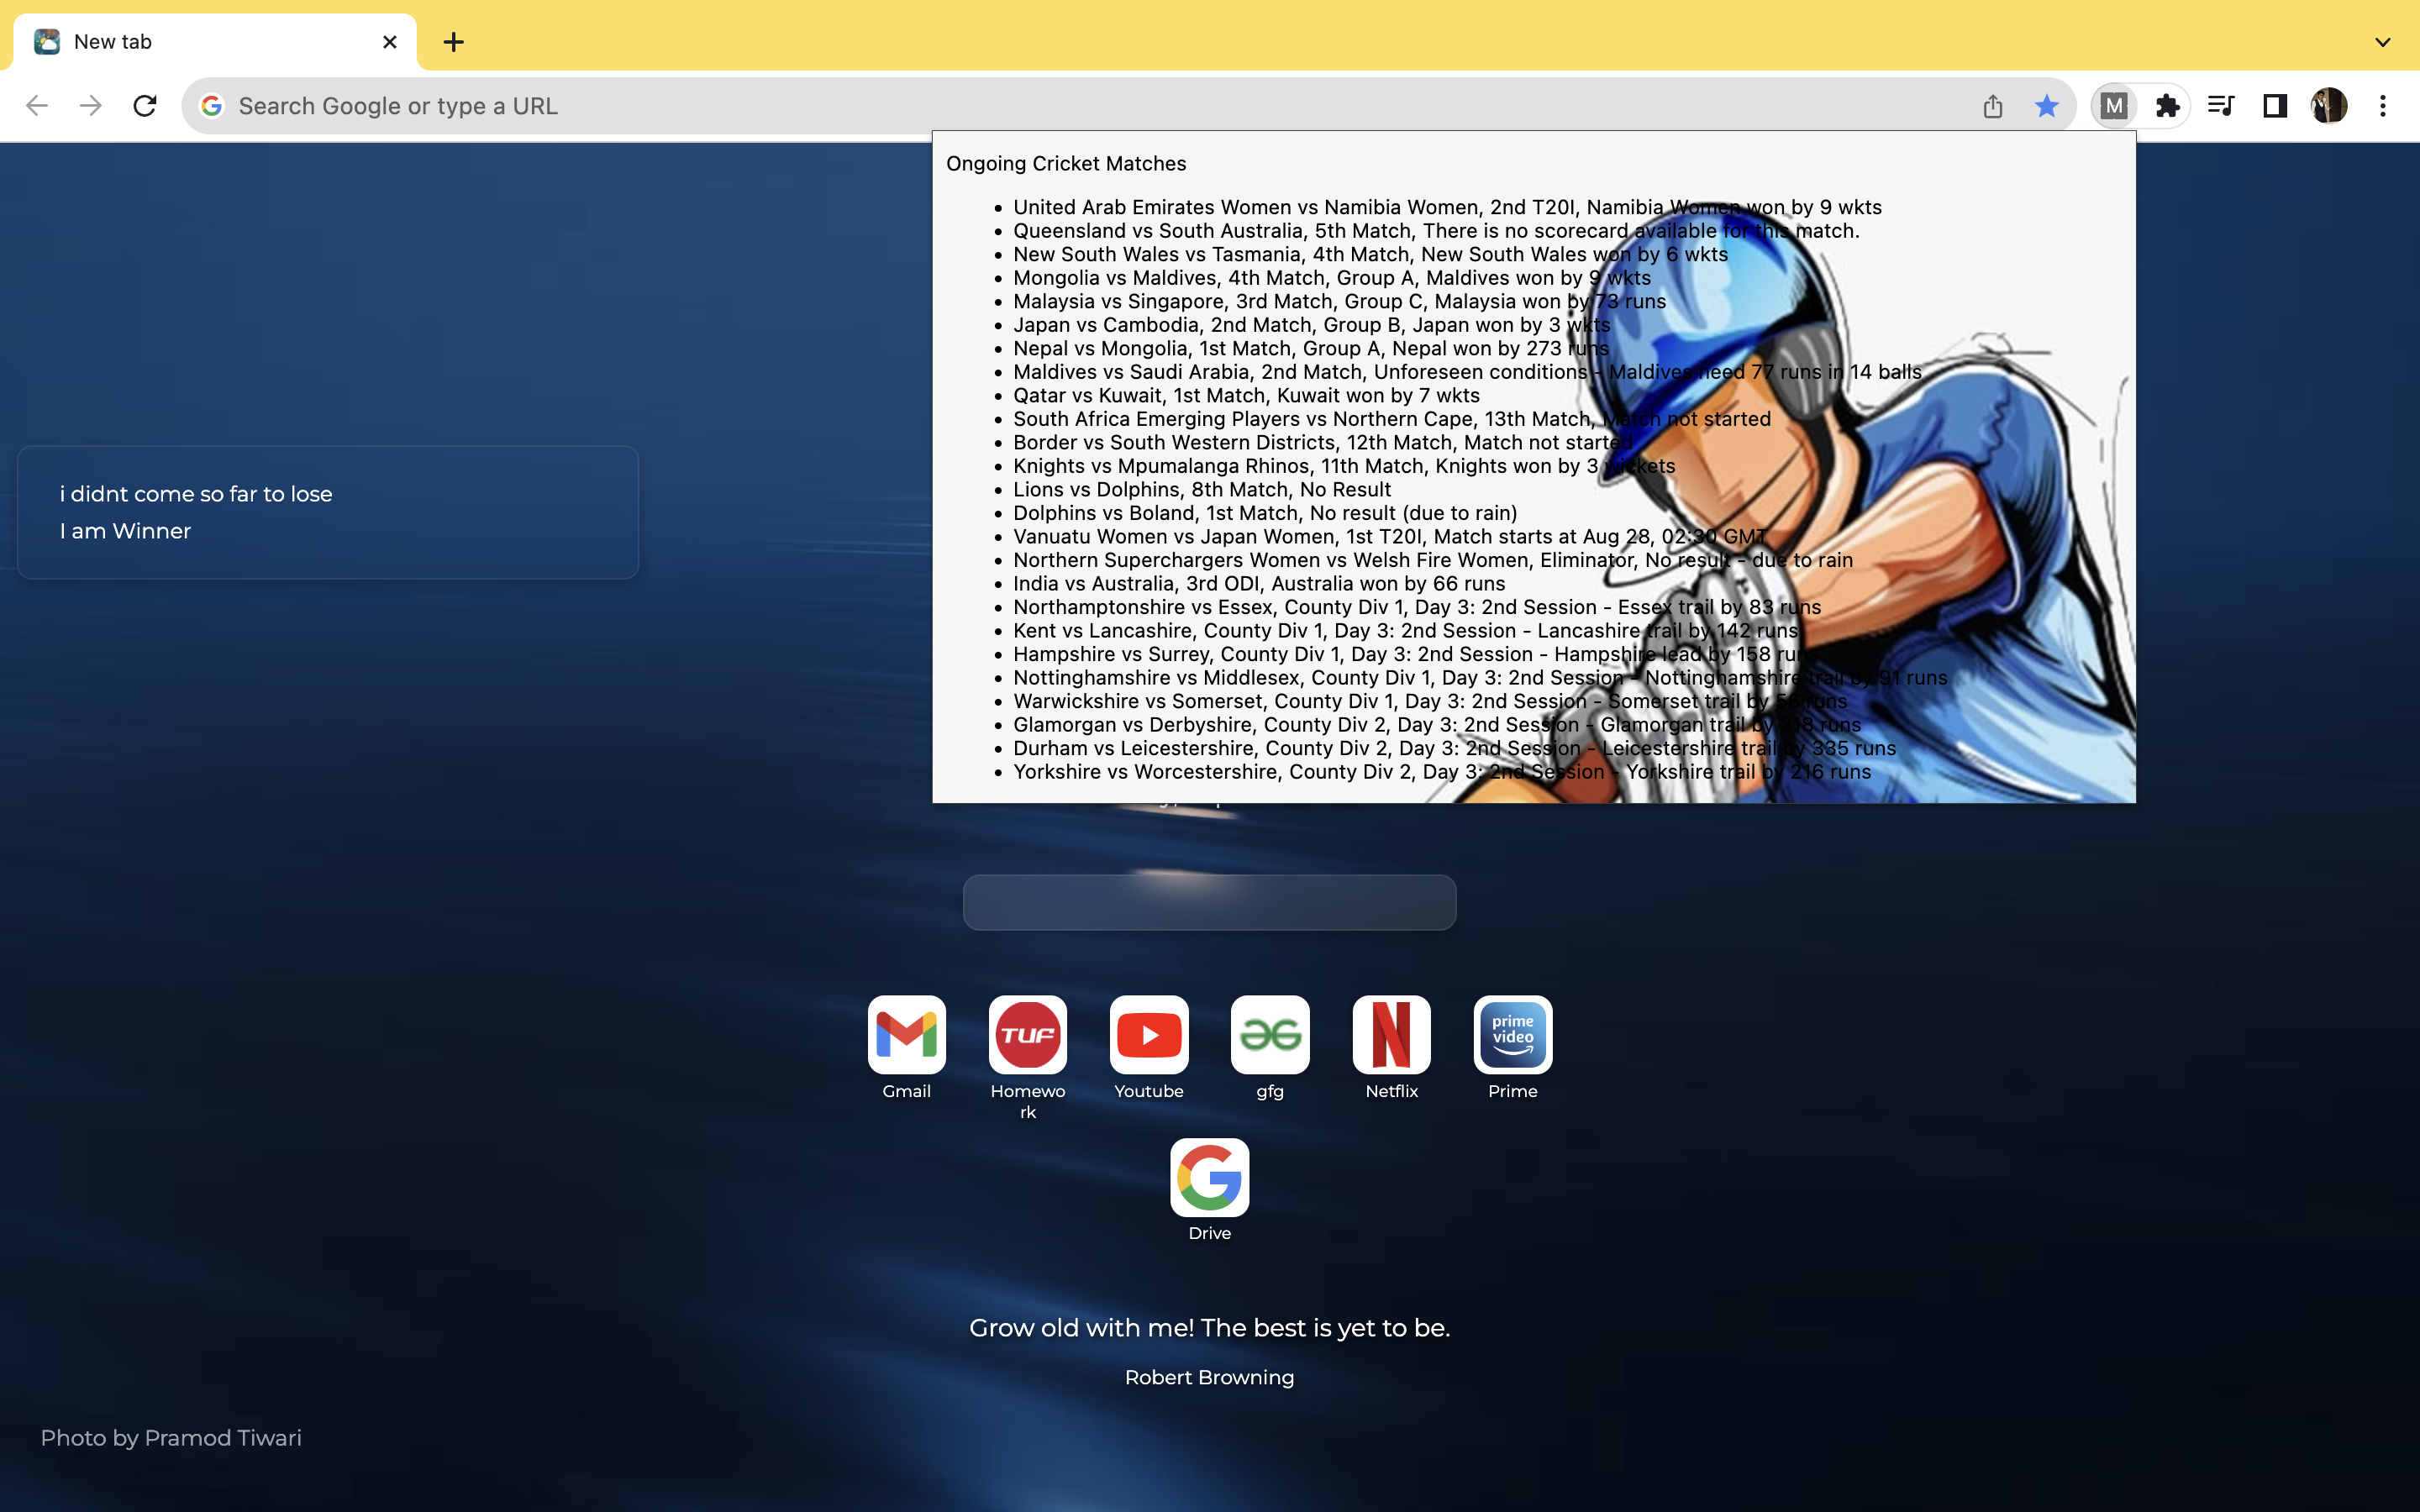 New tab
Search Google or type a URL
M
Ongoing Cricket Matches
United Arab Emirates Women vs Namibia Women, 2nd T20I, Namibia Women won by 9 wkts
Queensland vs South Australia, 5th Match, There is no scorecard available for this match.
New South Wales vs Tasmania, 4th Match, New South Wales won by 6 wkts
Mongolia vs Maldives, 4th Match, Group A, Maldives won by 9 wkts
Malaysia vs Singapore, 3rd Match, Group C, Malaysia won by 73 runs
Japan vs Cambodia, 2nd Match, Group B, Japan won by 3 wkts
Nepal vs Mongolia, 1st Match, Group A, Nepal won by 273 runs
Maldives vs Saudi Arabia, 2nd Match, Unforeseen conditions - Maldives need 77 runs in 14 balls
Qatar vs Kuwait, 1st Match, Kuwait won by 7 wkts
South Africa Emerging Players vs Northern Cape, 13th Match, Match not started
Border vs South Western Districts, 12th Match, Match not started
Knights vs Mpumalanga Rhinos, 11th Match, Knights won by 3 wickets
Lions vs Dolphins, 8th Match, No Result
Dolphins vs Boland, 1st Match, No result (due to rain)
Vanuatu Women vs Japan Women, 1st T20I, Match starts at Aug 28, 02:30 GMT
Northern Superchargers Women vs Welsh Fire Women, Eliminator, No result - due to rain
India vs Australia, 3rd ODI, Australia won by 66 runs
Northamptonshire vs Essex, County Div 1, Day 3: 2nd Session - Essex trail by 83 runs
Kent vs Lancashire, County Div 1, Day 3: 2nd Session - Lancashire trail by 142 runs
Hampshire vs Surrey, County Div 1, Day 3: 2nd Session - Hampshire lead by 158 runs
Nottinghamshire vs Middlesex, County Div 1, Day 3: 2nd Session - Nottinghamshire trail by 91 runs
Warwickshire vs Somerset, County Div 1, Day 3: 2nd Session - Somerset trail by runs
Glamorgan vs Derbyshire, County Div 2, Day 3: 2nd Session - Glamorgan trail by 218 runs
Durham vs Leicestershire, County Div 2, Day 3: 2nd Session - Leicestershire trail by 335 runs
Yorkshire vs Worcestershire, County Div 2, Day 3: 2nd Session - Yorkshire trail by 216 runs
i didnt come so far to lose
I am Winner
TUF
prime
video
Gmail
Homewo
rk
Youtube
gfg
Netflix
Prime
Drive
Grow old with me! The best is yet to be.
Robert Browning
Photo by Pramod Tiwari